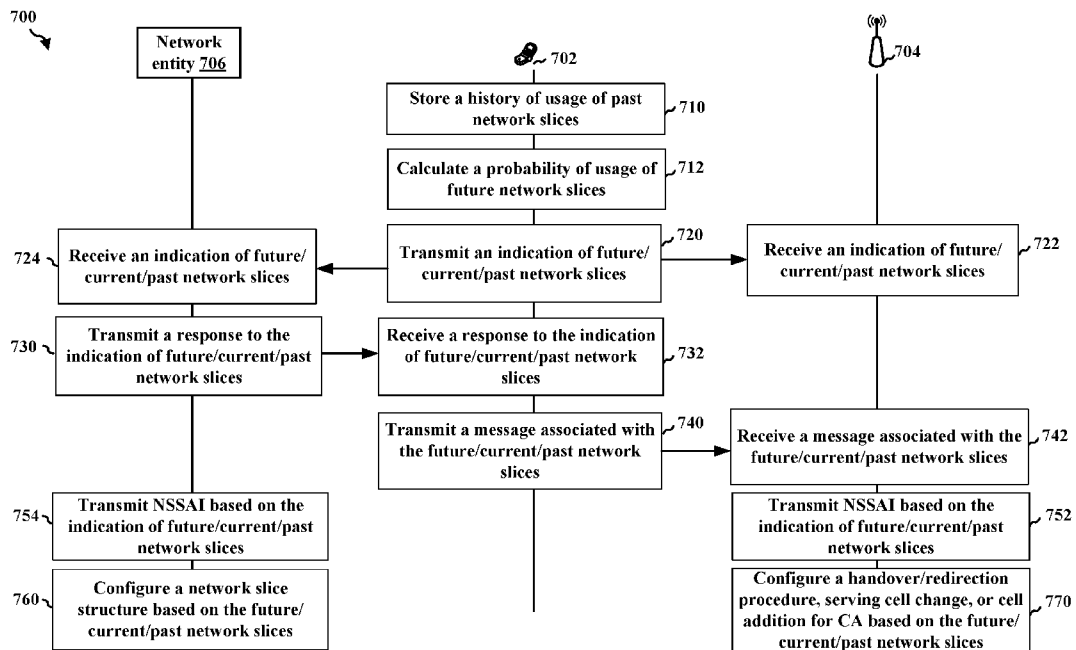 700
Network
entity 706
702
704
Store a history of usage of past
network slices
710
Calculate a probability of usage of
future network slices
712
724
Receive an indication of future/
current/past network slices
Transmit an indication of future/
current/past network slices
720
Receive an indication of future/
current/past network slices
722
730
Transmit a response to the
indication of future/current/past
network slices
Receive a response to the indication
of future/current/past network
slices
732
Transmit a message associated with
the future/current/past network
slices
740
Receive a message associated with the
future/current/past network slices
742
754
Transmit NSSAI based on the
indication of future/current/past
network slices
Transmit NSSAI based on the
indication of future/current/past
network slices
752
760
Configure a network slice
structure based on the future/
current/past network slices
Configure a handover/redirection
procedure, serving cell change, or cell
addition for CA based on the future/
current/past network slices
770